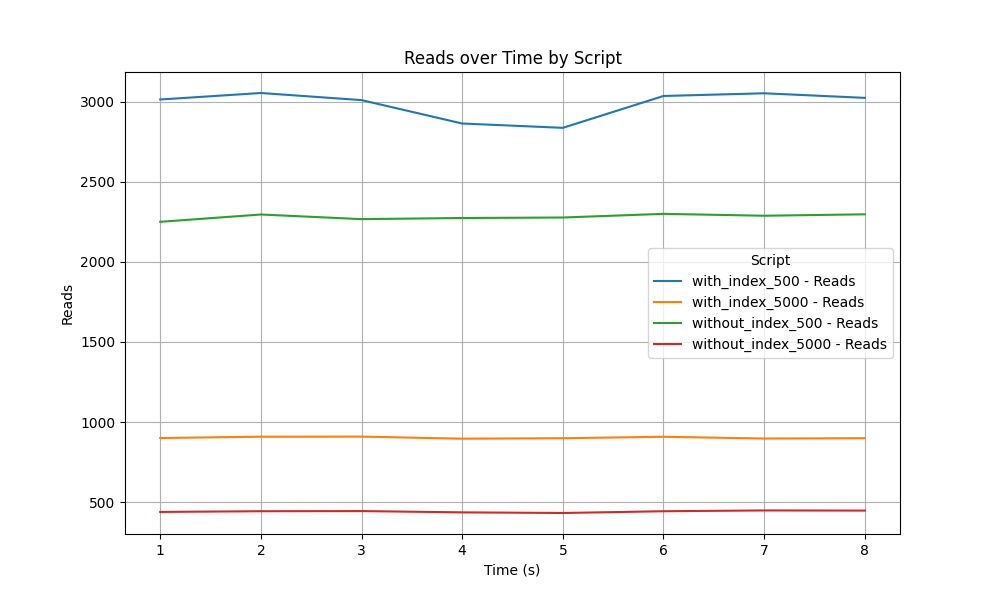 Reads over Time by Script
Reads
3000
2500
2000
1500
1000
500
Script
with_index_500 - Reads
with_index_5000 - Reads
without_index_500 - Reads
without_index_5000 - Reads
1 2 3 4 5 6 7 8
Time (s)